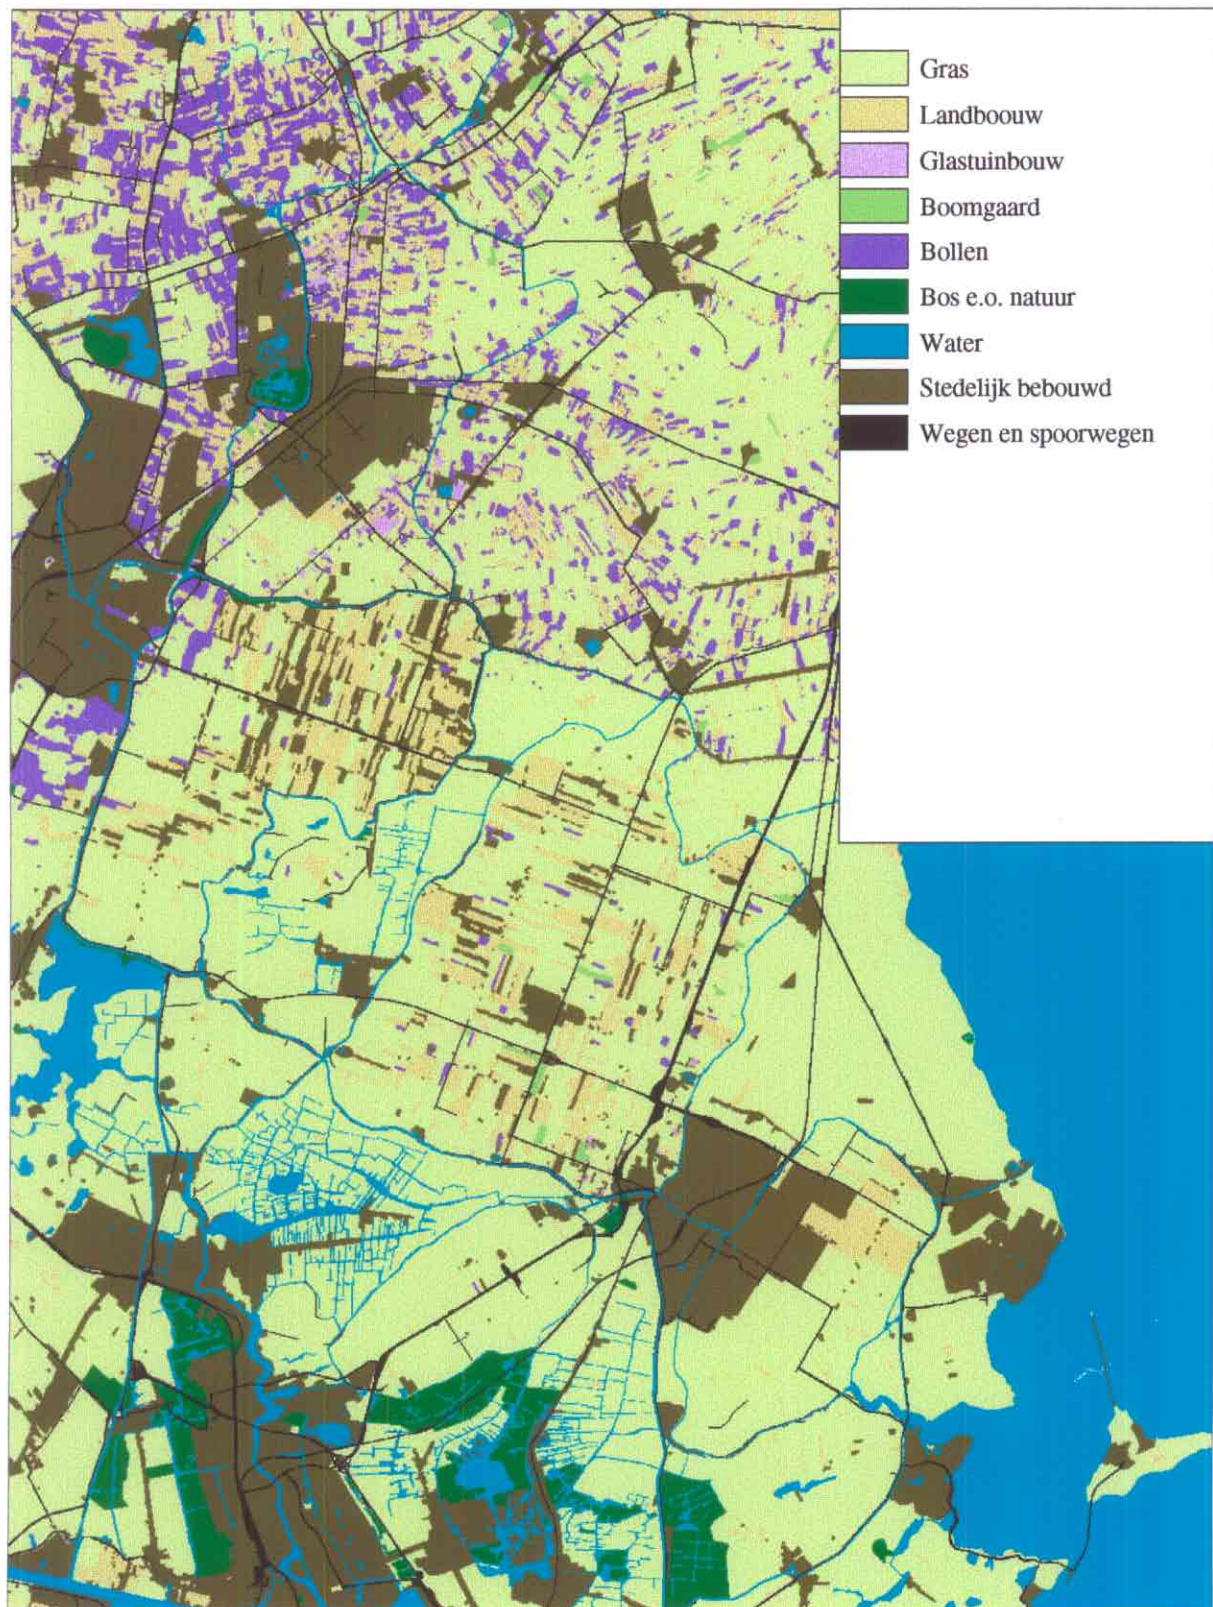 Gras
Landboouw
Glastuinbouw
Boomgaard
Bollen
Bos e.o. natuur
Water
Stedelijk bebouwd
Wegen en spoorwegen